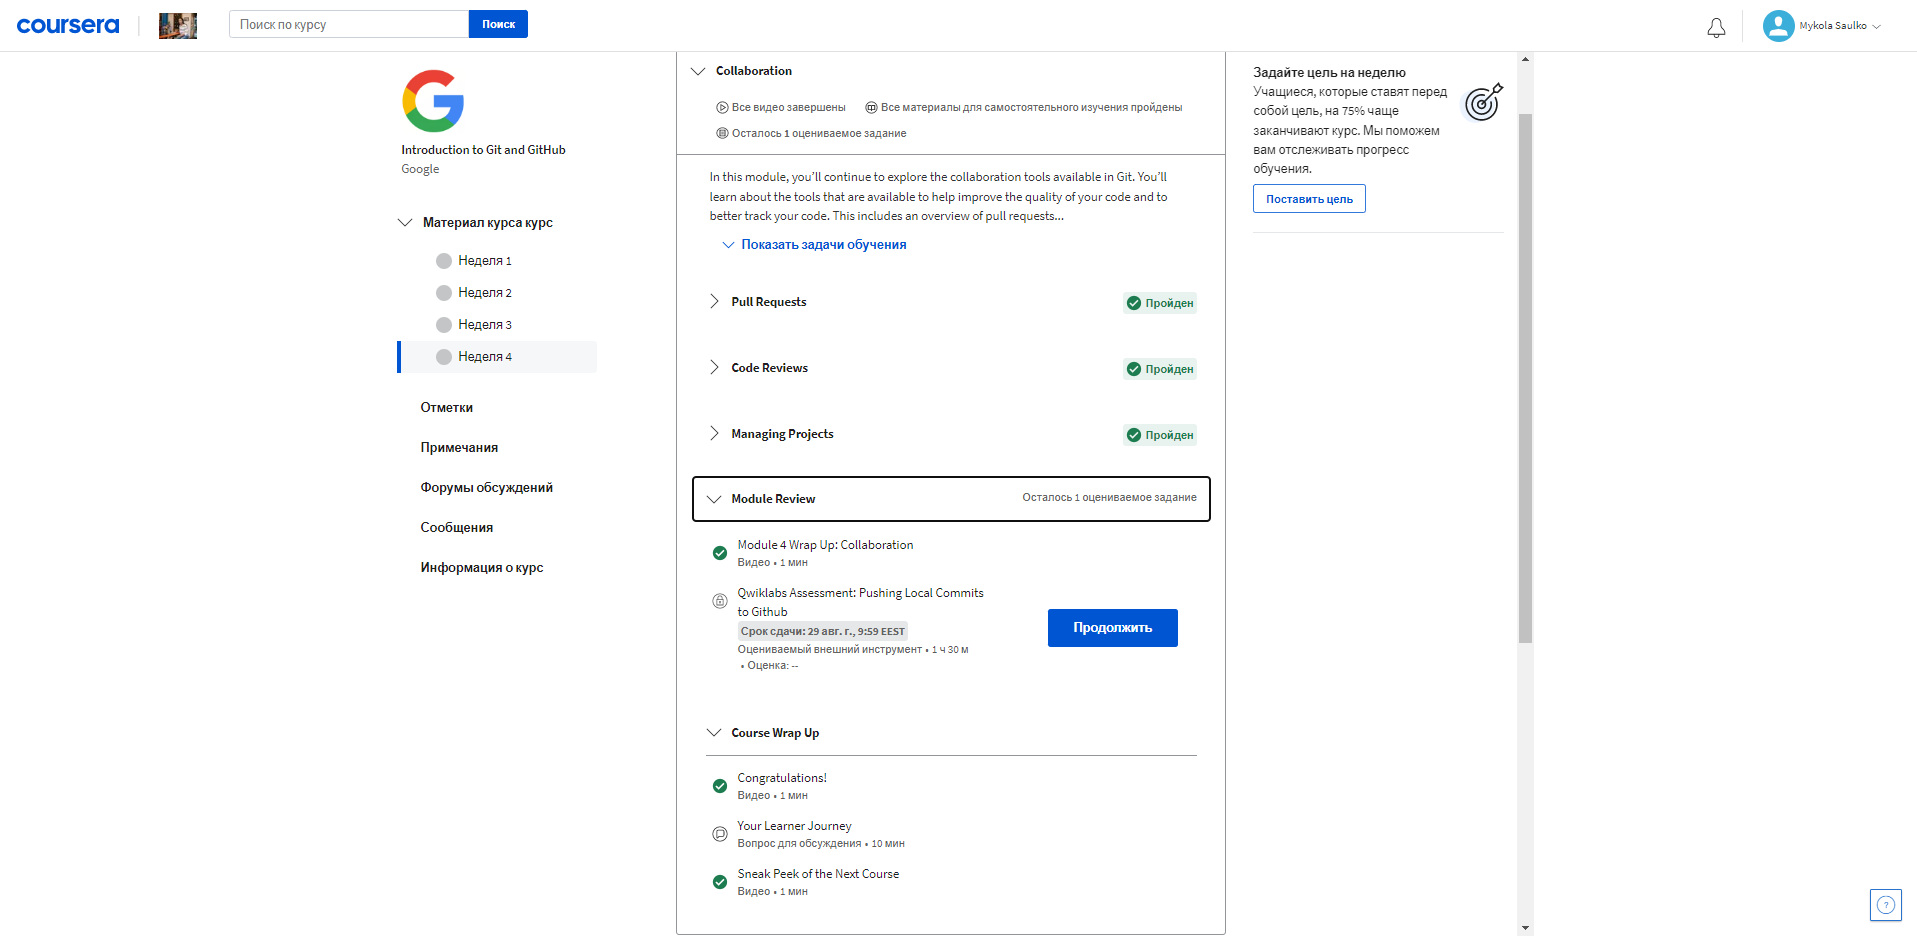 coursera
Поиск по курсу
Поиск
Mykola Saulko
Introduction to Git and GitHub
Google
Материал курса курс
Неделя 1
Неделя 2
Неделя 3
Неделя 4
Отметки
Примечания
Форумы обсуждений
Сообщения
Информация о курс
Collaboration
Все видео завершены
Все материалы для самостоятельного изучения пройдены
Осталось 1 оцениваемое задание
In this module, you’ll continue to explore the collaboration tools available in Git. You’ll
learn about the tools that are available to help improve the quality of your code and to
better track your code. This includes an overview of pull requests...
Показать задачи обучения
Pull Requests
Пройден
Code Reviews
Пройден
Managing Projects
Пройден
Module Review
Осталось 1 оцениваемое задание
Module 4 Wrap Up: Collaboration
Видео • 1 мин
Qwiklabs Assessment: Pushing Local Commits
to Github
Срок сдачи: 29 авг. г., 9:59 EEST
Оцениваемый внешний инструмент • 1 ч 30 м
• Оценка: --
Продолжить
Course Wrap Up
Congratulations!
Видео • 1 мин
Your Learner Journey
Вопрос для обсуждения • 10 мин
Sneak Peek of the Next Course
Видео • 1 мин
Задайте цель на неделю
Учащиеся, которые ставят перед
собой цель, на 75% чаще
заканчивают курс. Мы поможем
вам отслеживать прогресс
обучения.
Поставить цель
?